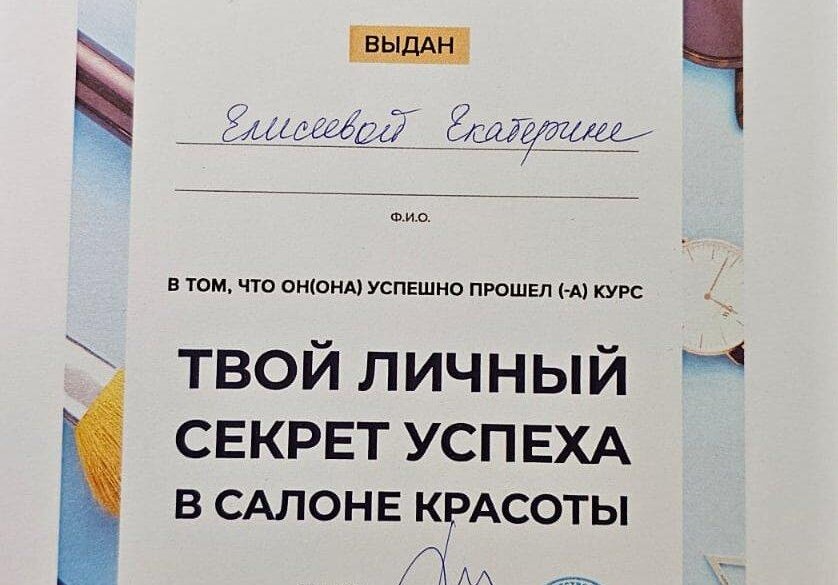 ВЫДАН
Елисеевой Екатерине
Ф.И.О.
В ТОМ, ЧТО ОН(ОНА) УСПЕШНО ПРОШЕЛ (-А) КУРС
ТВОЙ ЛИЧНЫЙ
СЕКРЕТ УСПЕХА
В САЛОНЕ КРАСОТЫ